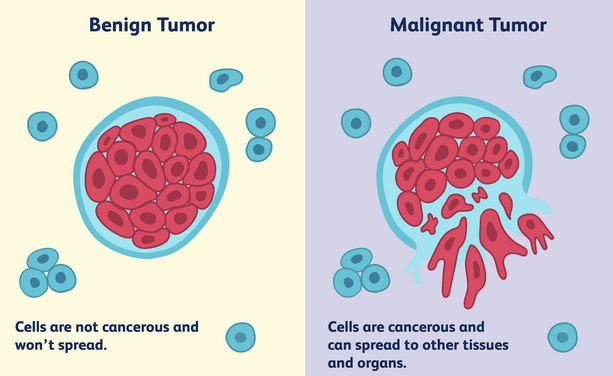 Benign Tumor
Cells are not cancerous and
won't spread.
Malignant Tumor
Cells are cancerous and
can spread to other tissues
and organs.